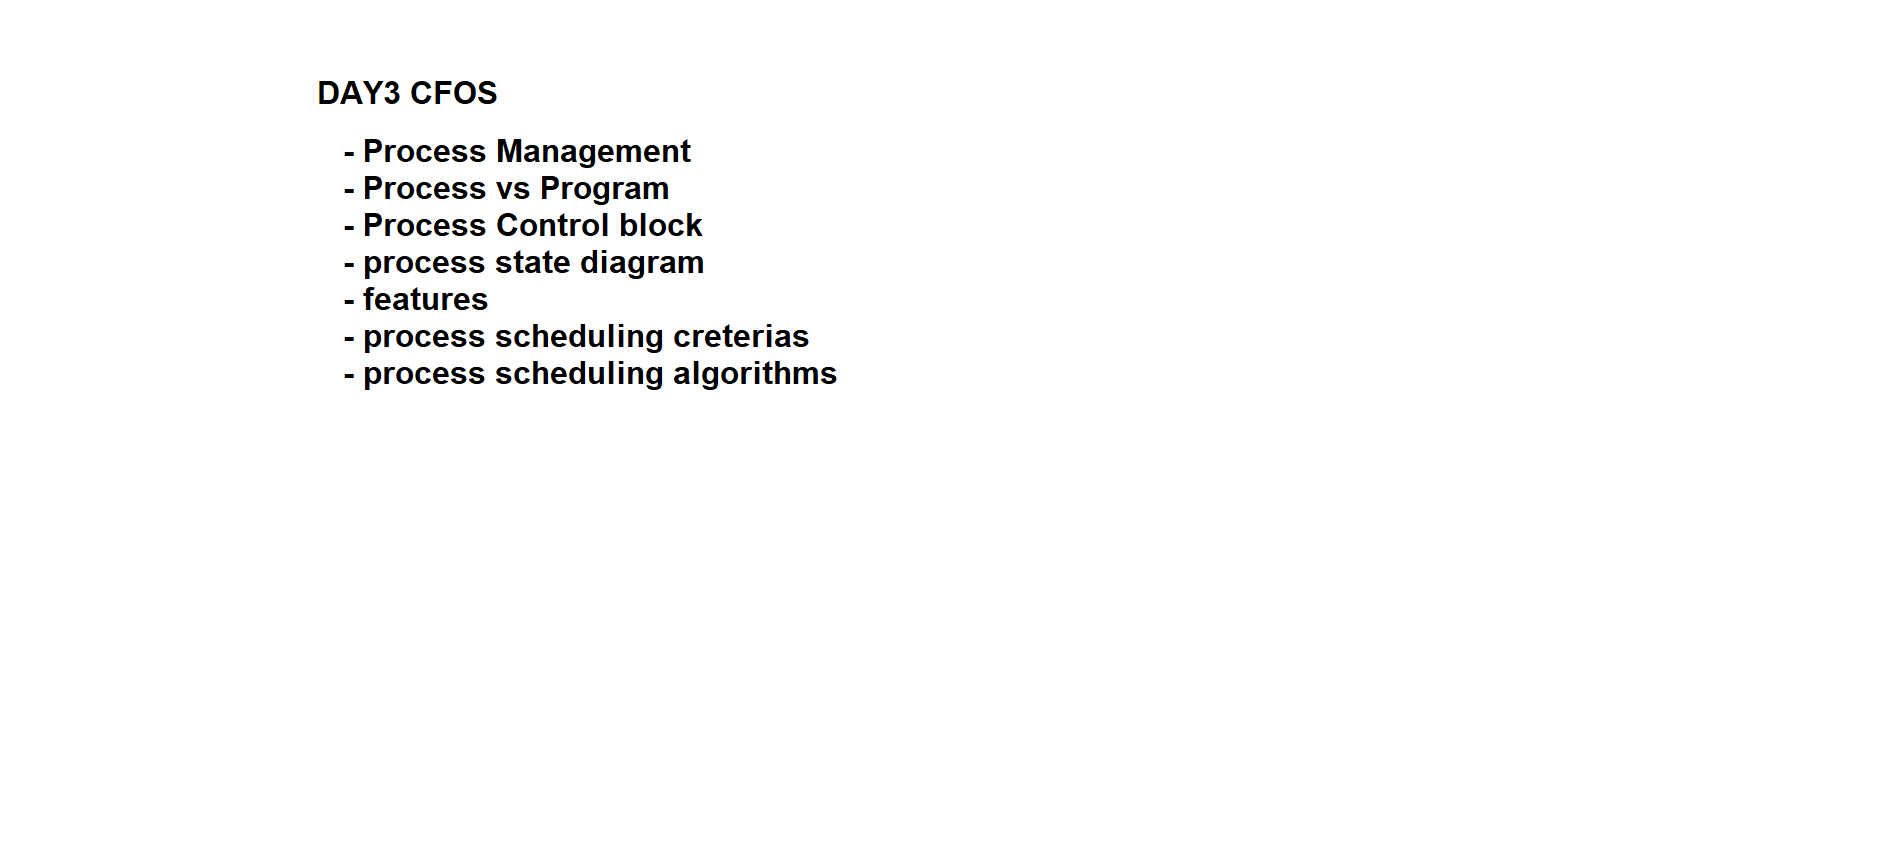 DAY3 CFOS
- Process Management
- Process vs Program
- Process Control block
- process state diagram
- features
- process scheduling creterias
- process scheduling algorithms